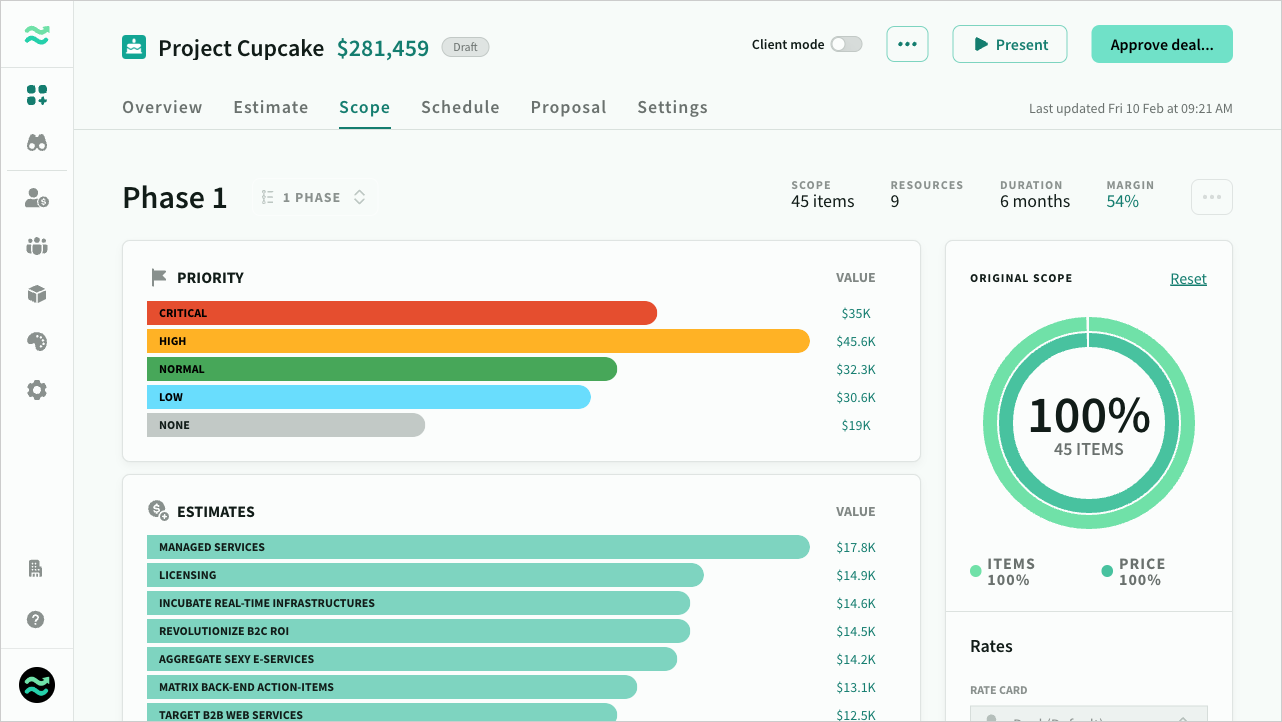 Project Cupcake $281,459 Draft
Client mode ••• Present Approve deal...
Overview Estimate Scope Schedule Proposal Settings
Last updated Fri 10 Feb at 09:21 AM
Phase 1 1 PHASE
SCOPE RESOURCES DURATION MARGIN
45 items 9 6 months 54%
PRIORITY VALUE
CRITICAL $35K
HIGH $45.6K
NORMAL $32.3K
LOW $30.6K
NONE $19K
ESTIMATES VALUE
MANAGED SERVICES $17.8K
LICENSING $14.9K
INCUBATE REAL-TIME INFRASTRUCTURES $14.6K
REVOLUTIONIZE B2C ROI $14.5K
AGGREGATE SEXY E-SERVICES $14.2K
MATRIX BACK-END ACTION-ITEMS $13.1K
TARGET B2B WEB SERVICES $12.5K
ORIGINAL SCOPE Reset
100%
45 ITEMS
ITEMS PRICE
100% 100%
Rates
RATE CARD
(Default)